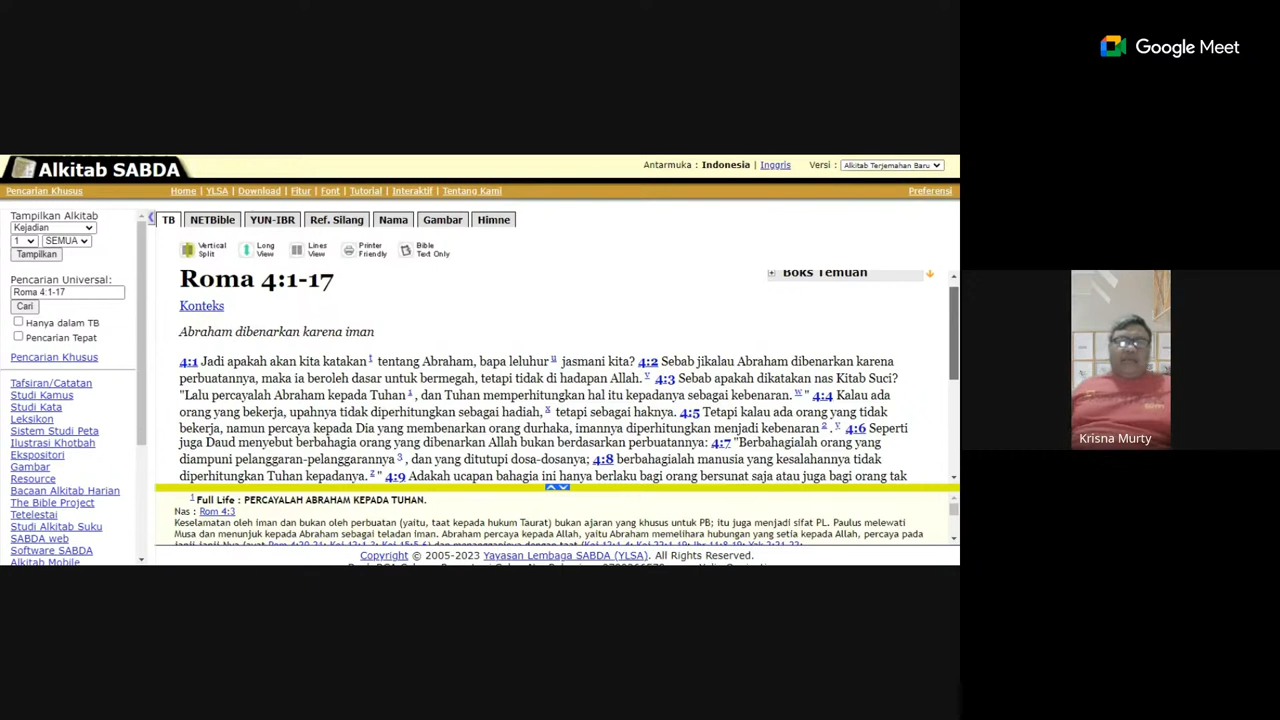 Google Meet
Alkitab SABDA
Antarmuka : Indonesia | Inggris Versi : Alkitab Terjemahan Baru
Pencarian Khusus
Home | YLSA | Download | Fitur | Font | Tutorial | Interaktif | Tentang Kami
Preferensi
Tampilkan Alkitab
Kejadian
1 SEMUA
Tampilkan
Pencarian Universal:
Roma 4:1-17
Cari
Hanya dalam TB
Pencarian Tepat
Pencarian Khusus
Tafsiran/Catatan
Studi Kamus
Studi Kata
Leksikon
Sistem Studi Peta
Ilustrasi Khotbah
Ekspositori
Gambar
Resource
Bacaan Alkitab Harian
The Bible Project
Tetelestai
Studi Alkitab Suku
SABDA web
Software SABDA
Alkitab Mobile
TB NETBible YUN-IBR Ref. Silang Nama Gambar Himne
Vertical Split
Long View
Lines View
Printer Friendly
Bible Text Only
Roma 4:1-17
Boks Temuan
Konteks
Abraham dibenarkan karena iman
4:1 Jadi apakah akan kita katakan t tentang Abraham, bapa leluhur u jasmani kita? 4:2 Sebab jikalau Abraham dibenarkan karena
perbuatannya, maka ia beroleh dasar untuk bermegah, tetapi tidak di hadapan Allah. v 4:3 Sebab apakah dikatakan nas Kitab Suci?
"Lalu percayalah Abraham kepada Tuhan 1 , dan Tuhan memperhitungkan hal itu kepadanya sebagai kebenaran. w " 4:4 Kalau ada
orang yang bekerja, upahnya tidak diperhitungkan sebagai hadiah, x tetapi sebagai haknya. 4:5 Tetapi kalau ada orang yang tidak
bekerja, namun percaya kepada Dia yang membenarkan orang durhaka, imannya diperhitungkan menjadi kebenaran 2 . y 4:6 Seperti
juga Daud menyebut berbahagia orang yang dibenarkan Allah bukan berdasarkan perbuatannya: 4:7 "Berbahagialah orang yang
diampuni pelanggaran-pelanggarannya 3 , dan yang ditutupi dosa-dosanya; 4:8 berbahagialah manusia yang kesalahannya tidak
diperhitungkan Tuhan kepadanya. z " 4:9 Adakah ucapan bahagia ini hanya berlaku bagi orang bersunat saja atau juga bagi orang tak
1 Full Life : PERCAYALAH ABRAHAM KEPADA TUHAN.
Nas : Rom 4:3
Keselamatan oleh iman dan bukan oleh perbuatan (yaitu, taat kepada hukum Taurat) bukan ajaran yang khusus untuk PB; itu juga menjadi sifat PL. Paulus melewati
Musa dan menunjuk kepada Abraham sebagai teladan iman. Abraham percaya kepada Allah, yaitu Abraham memelihara hubungan yang setia kepada Allah, percaya pada
Copyright © 2005-2023 Yayasan Lembaga SABDA (YLSA). All Rights Reserved.
Krisna Murty